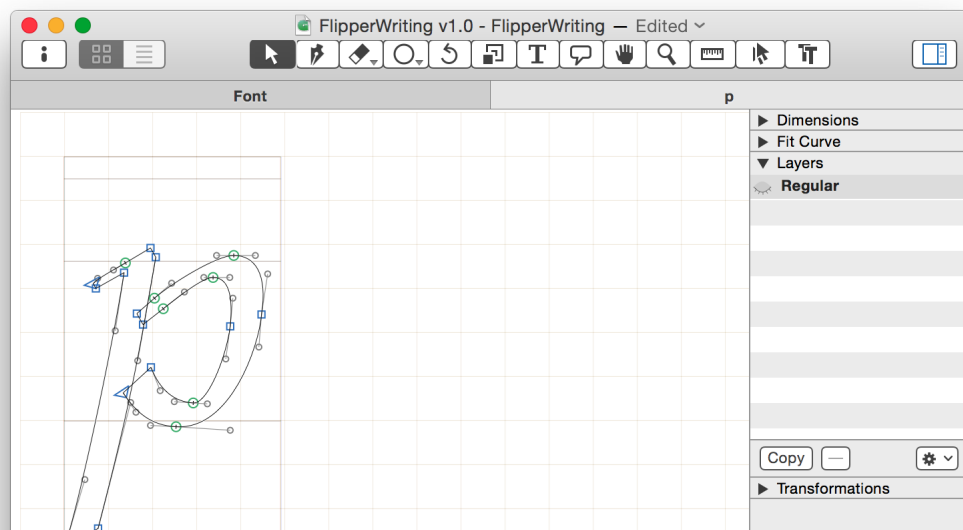 FlipperWriting v1.0 - FlipperWriting — Edited
Font
p
Dimensions
Fit Curve
Layers
Regular
Copy
Transformations